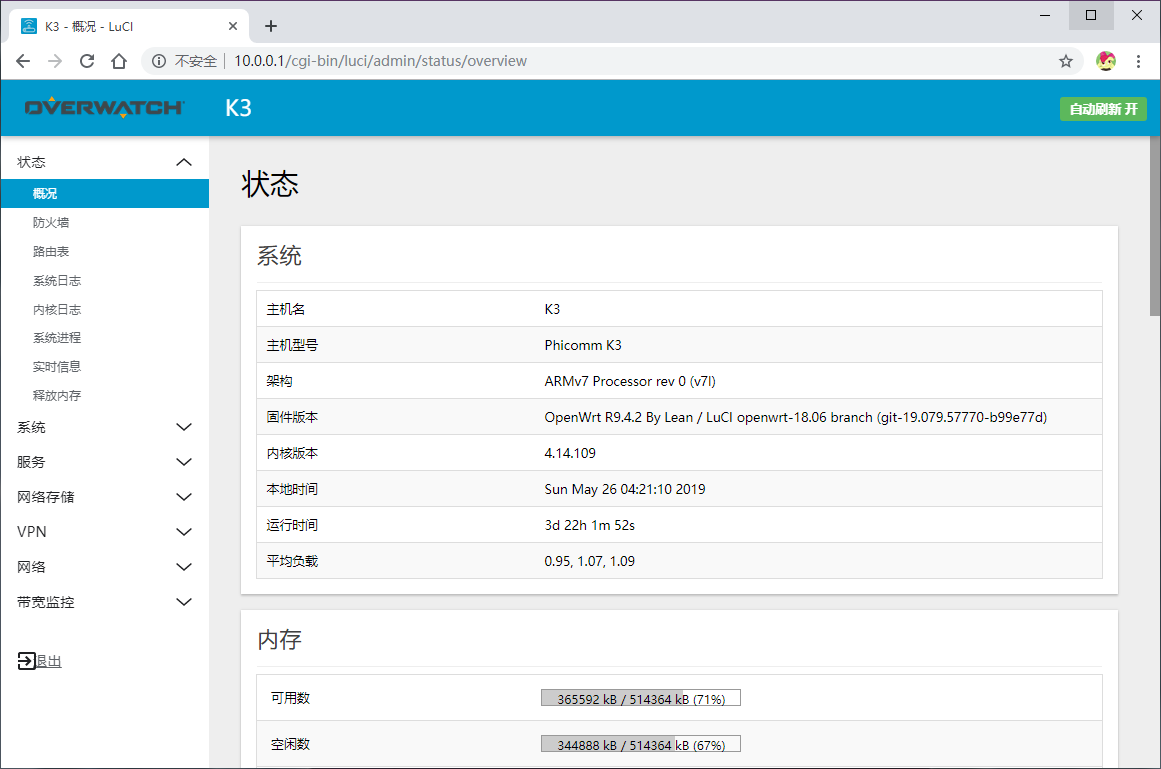 K3 - 概况 - LuCI
不安全 10.0.0.1/cgi-bin/luci/admin/status/overview
OVERWATCH K3 自动刷新 开
状态
概况
防火墙
路由表
系统日志
内核日志
系统进程
实时信息
释放内存
系统
服务
网络存储
VPN
网络
带宽监控
退出
状态
系统
主机名 K3
主机型号 Phicomm K3
架构 ARMv7 Processor rev 0 (v7l)
固件版本 OpenWrt R9.4.2 By Lean / LuCI openwrt-18.06 branch (git-19.079.57770-b99e77d)
内核版本 4.14.109
本地时间 Sun May 26 04:21:10 2019
运行时间 3d 22h 1m 52s
平均负载 0.95, 1.07, 1.09
内存
可用数 365592 kB / 514364 kB (71%)
空闲数 344888 kB / 514364 kB (67%)